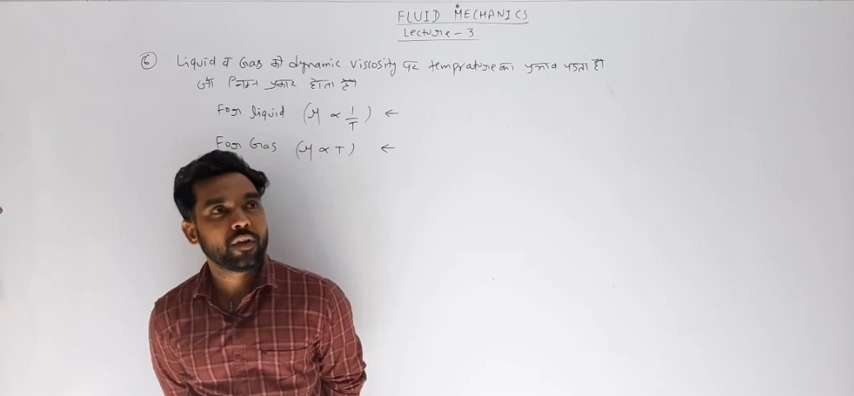 FLUID MECHANICS
Lecture - 3
⑥ Liquid व Gas की dynamic viscosity पर temprature का प्रभाव पड़ता है।
जो निम्न प्रकार होता है।
For liquid (μ ∝ 1/T) ←
For Gas (μ ∝ T) ←